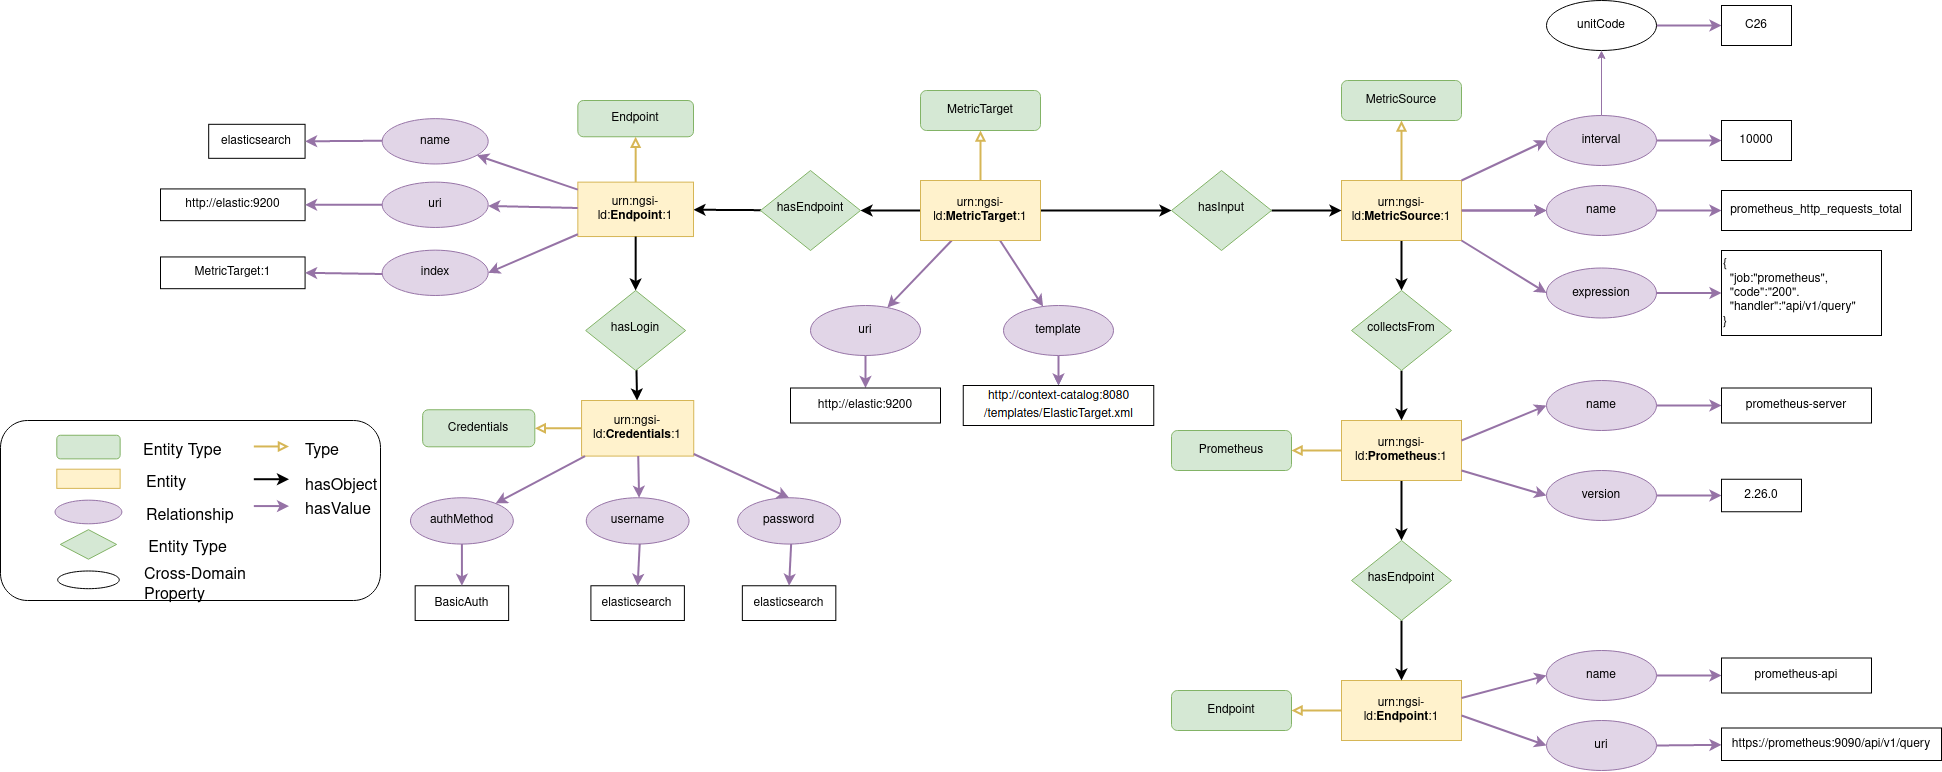 unitCode
C26
MetricSource
MetricTarget
Endpoint
elasticsearch
name
interval
10000
http://elastic:9200
uri
urn:ngsi-
ld:Endpoint:1
hasEndpoint
urn:ngsi-
ld:MetricTarget:1
hasInput
urn:ngsi-
ld:MetricSource:1
name
prometheus_http_requests_total
MetricTarget:1
index
expression
{
"job:"prometheus",
"code":"200".
"handler":"api/v1/query"
}
hasLogin
uri
template
collectsFrom
http://elastic:9200
http://context-catalog:8080
/templates/ElasticTarget.xml
name
prometheus-server
Credentials
urn:ngsi-
ld:Credentials:1
Prometheus
urn:ngsi-
ld:Prometheus:1
version
2.26.0
Entity Type
Type
Entity
hasObject
Relationship
hasValue
Entity Type
Cross-Domain
Property
authMethod
username
password
BasicAuth
elasticsearch
elasticsearch
hasEndpoint
Endpoint
urn:ngsi-
ld:Endpoint:1
name
prometheus-api
uri
https://prometheus:9090/api/v1/query